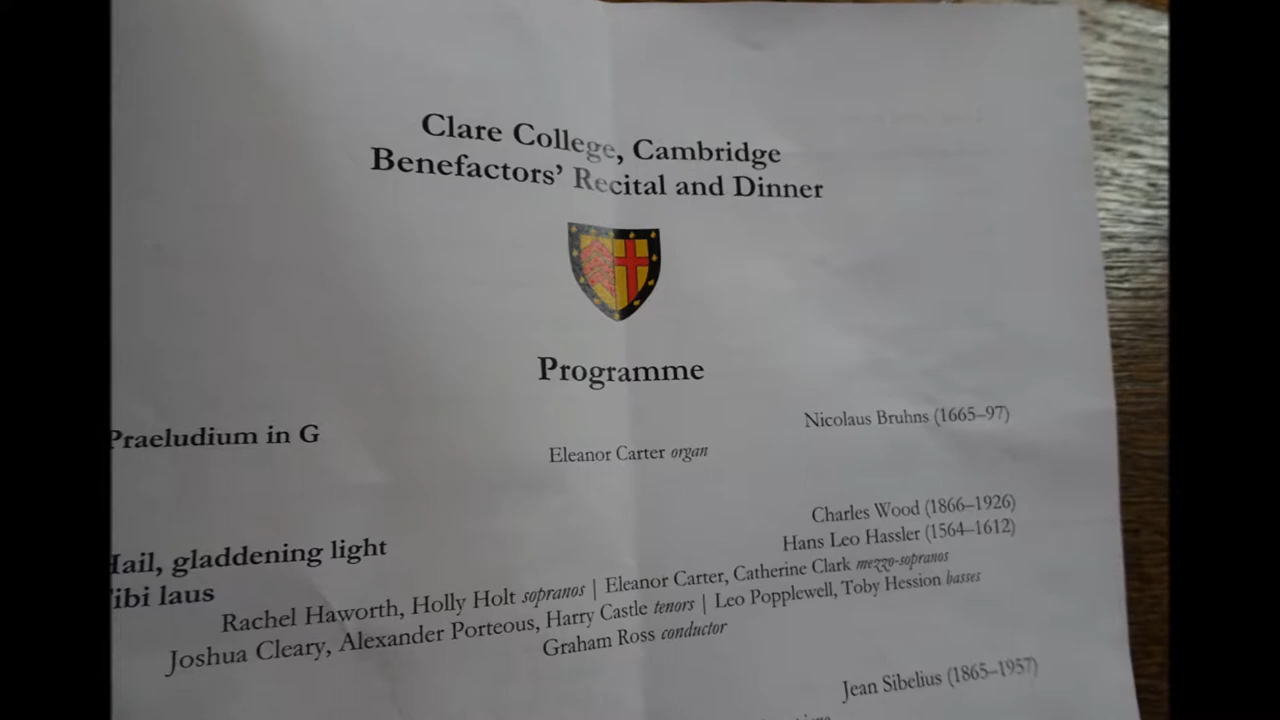 Clare College, Cambridge
Benefactors' Recital and Dinner
Programme
Praeludium in G
Nicolaus Bruhns (1665–97)
Eleanor Carter organ
Hail, gladdening light
Charles Wood (1866–1926)
ibi laus
Hans Leo Hassler (1564–1612)
Rachel Haworth, Holly Holt sopranos | Eleanor Carter, Catherine Clark mezzo-sopranos
Joshua Cleary, Alexander Porteous, Harry Castle tenors | Leo Popplewell, Toby Hession basses
Graham Ross conductor
Jean Sibelius (1865–1957)